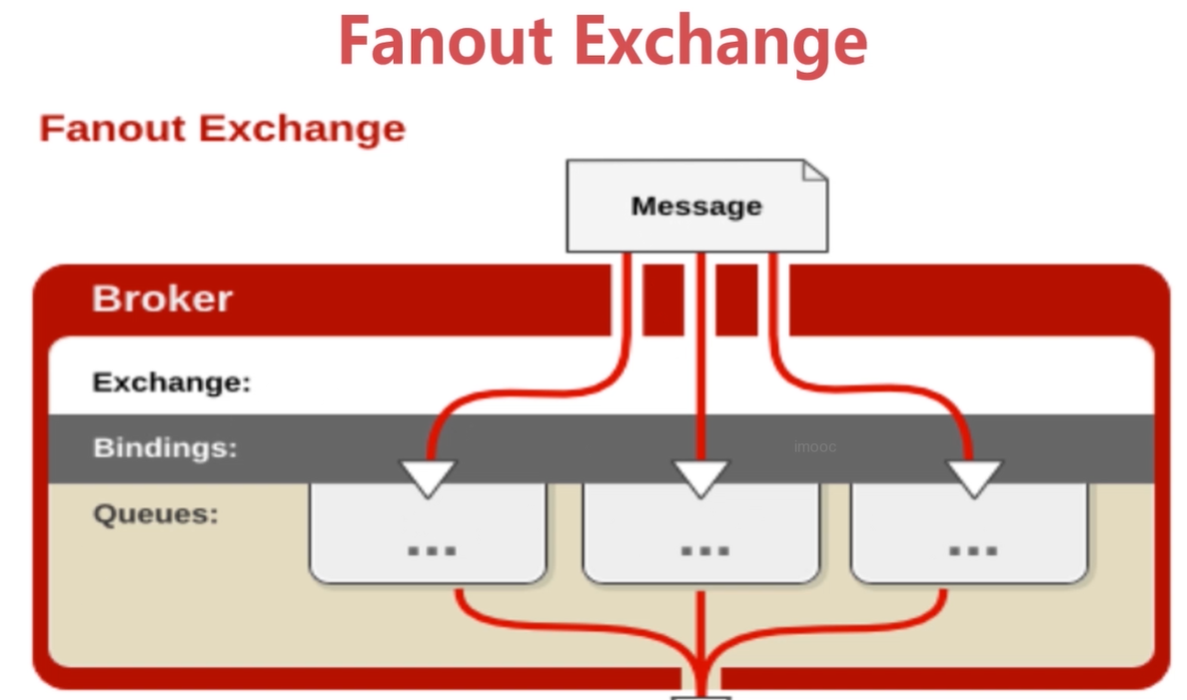 Fanout Exchange
Fanout Exchange
Message
Broker
Exchange:
Bindings:
imooc
Queues:
...
...
...